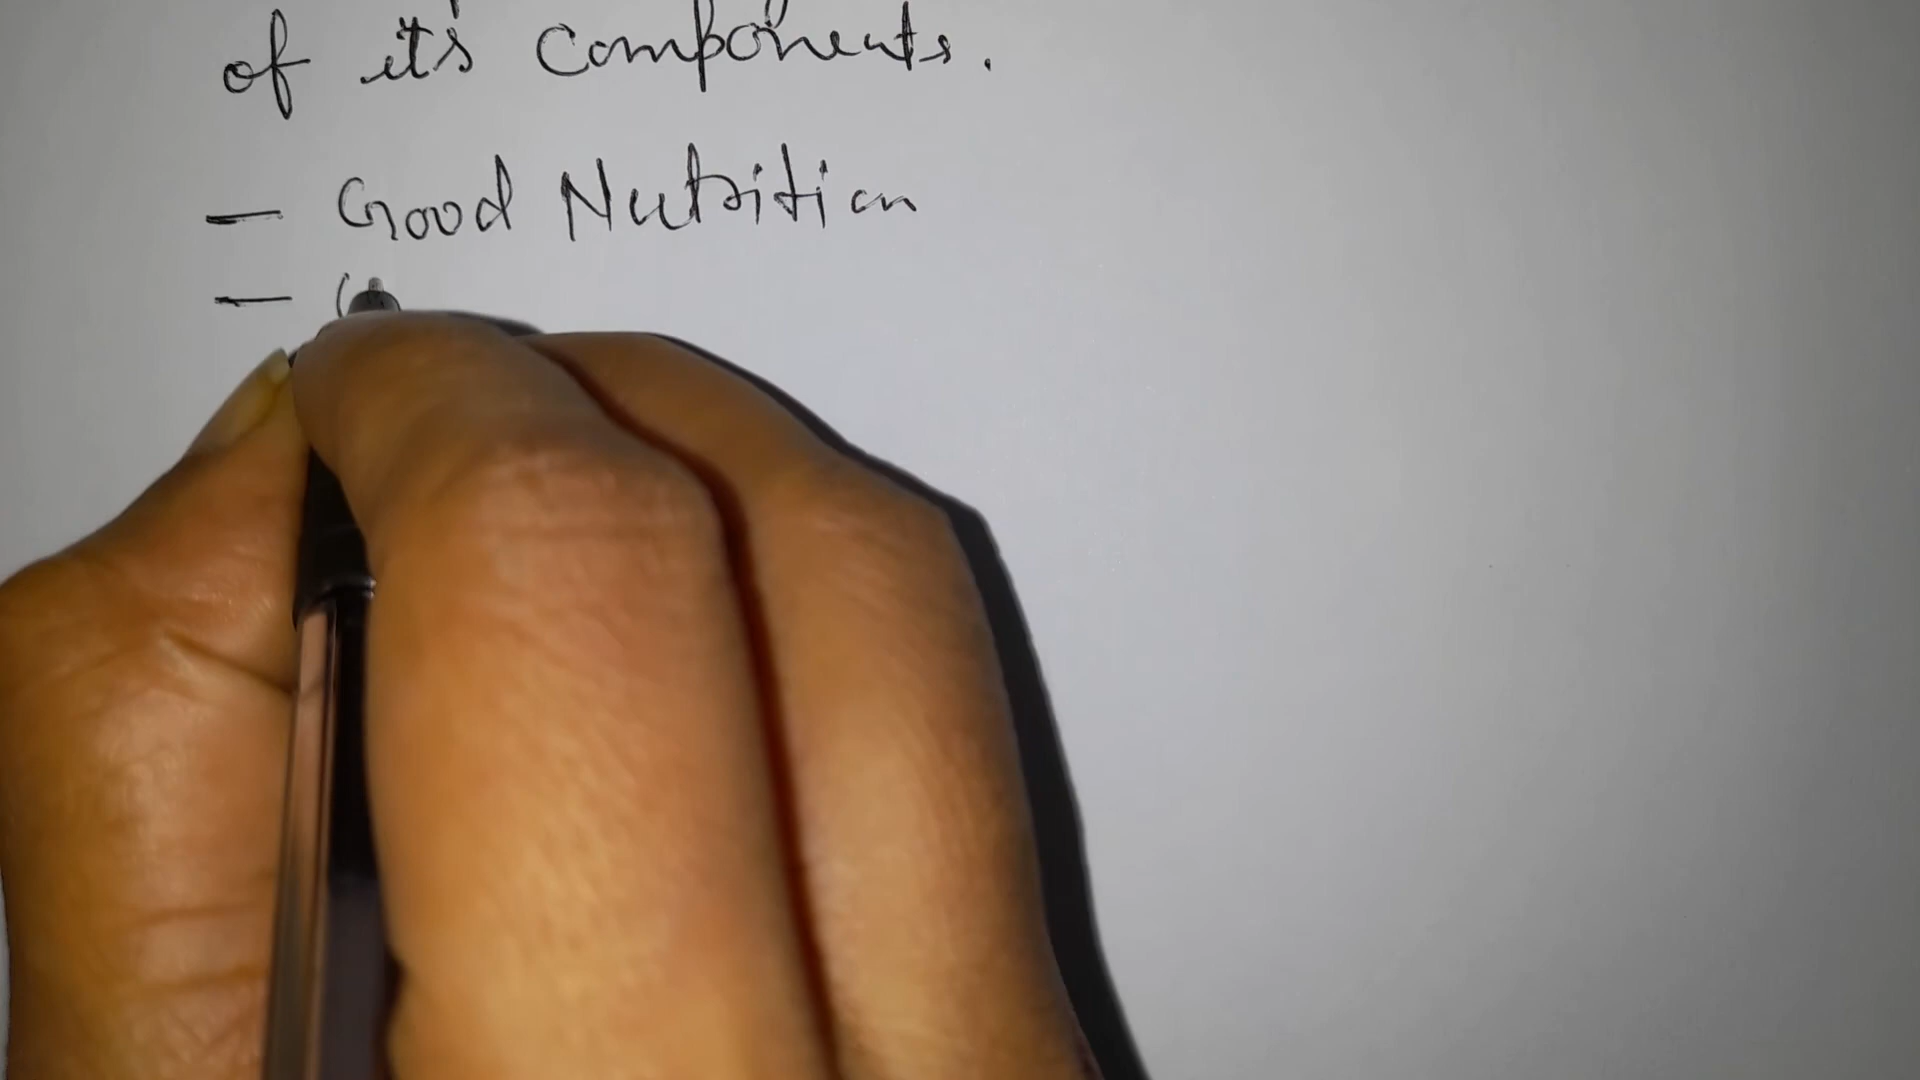 of it's components.
- Good Nutrition
-